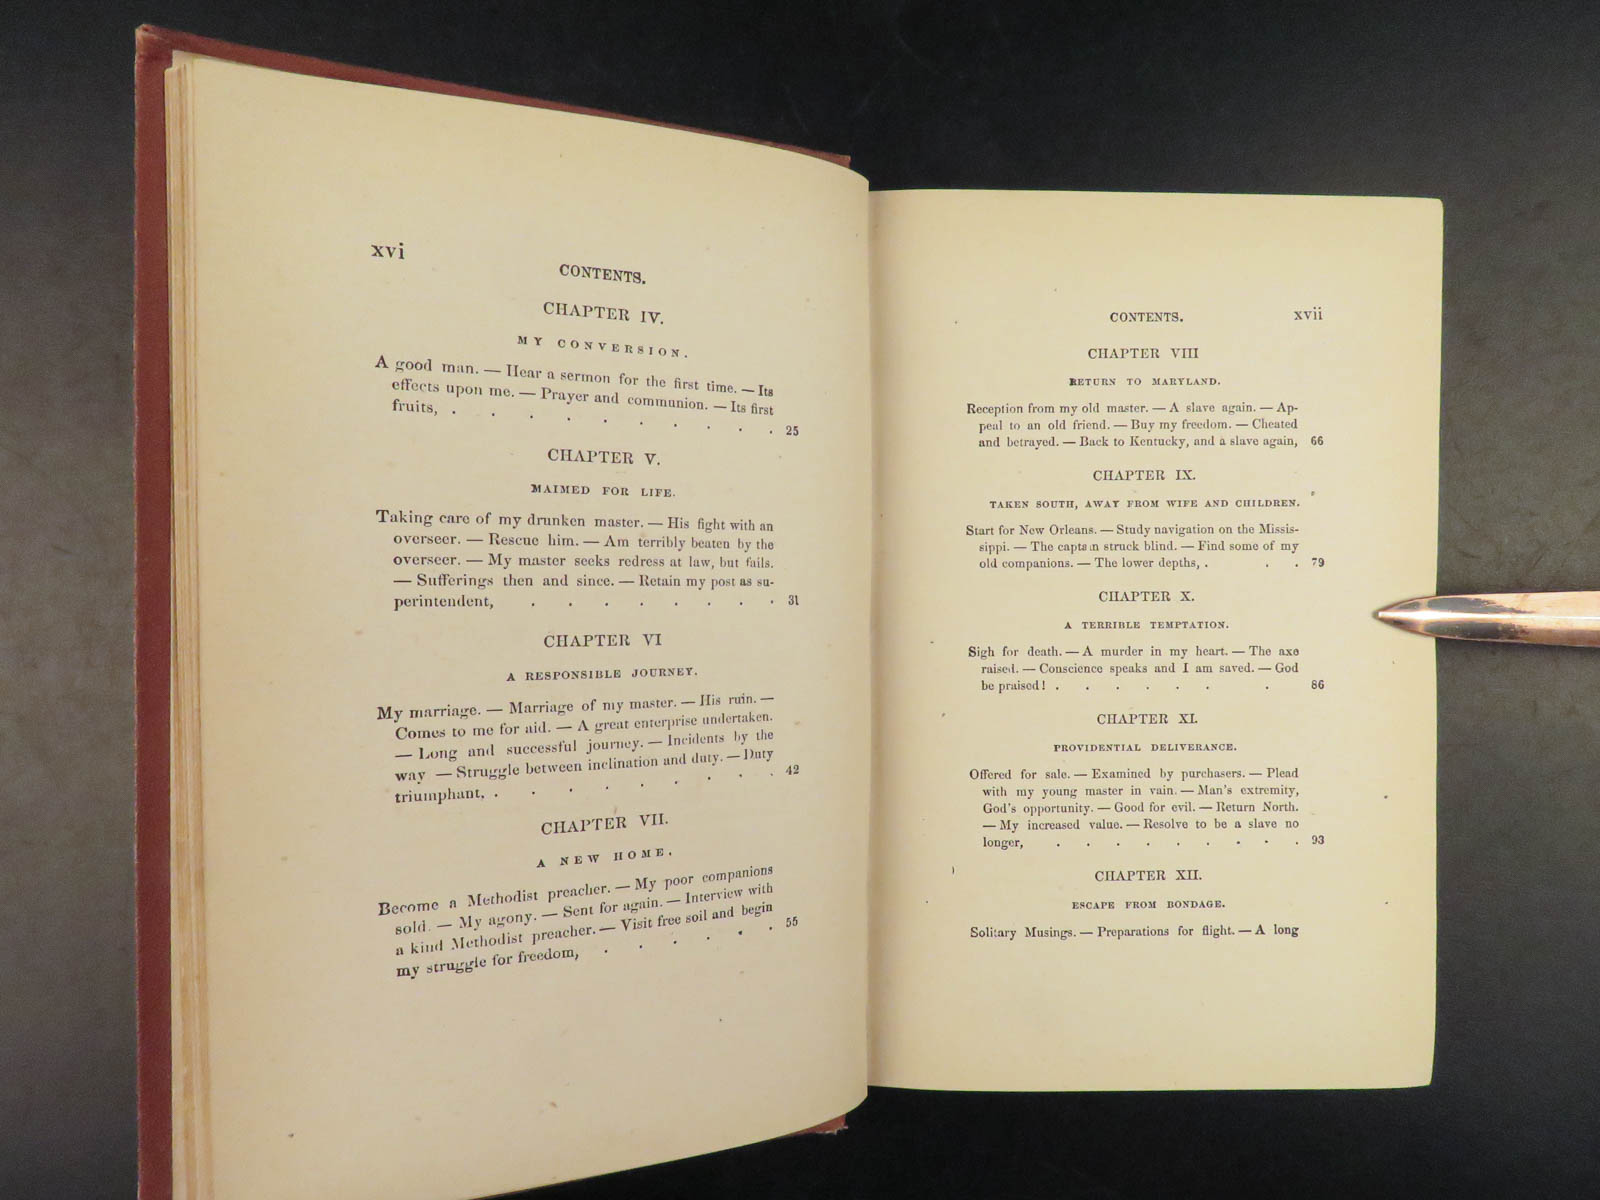 xvi
CONTENTS.
CHAPTER IV.
MY CONVERSION.
A good man. — Hear a sermon for the first time. — Its
effects upon me. — Prayer and communion. — Its first
fruits, . . . . . . . . . 25
CHAPTER V.
MAIMED FOR LIFE.
Taking care of my drunken master. — His fight with an
overseer. — Rescue him. — Am terribly beaten by the
overseer. — My master seeks redress at law, but fails.
— Sufferings then and since. — Retain my post as su-
perintendent, . . . . . . . . 31
CHAPTER VI
A RESPONSIBLE JOURNEY.
My marriage. — Marriage of my master. — His ruin. —
Comes to me for aid. — A great enterprise undertaken.
— Long and successful journey. — Incidents by the
way — Struggle between inclination and duty. — Duty
triumphant, . . . . . . . . . 42
CHAPTER VII.
A NEW HOME.
Become a Methodist preacher. — My poor companions
sold. — My agony. — Sent for again. — Interview with
a kind Methodist preacher. — Visit free soil and begin
my struggle for freedom, . . . . . . 55
CONTENTS. xvii
CHAPTER VIII
RETURN TO MARYLAND.
Reception from my old master. — A slave again. — Ap-
peal to an old friend. — Buy my freedom. — Cheated
and betrayed. — Back to Kentucky, and a slave again, 66
CHAPTER IX.
TAKEN SOUTH, AWAY FROM WIFE AND CHILDREN.
Start for New Orleans. — Study navigation on the Missis-
sippi. — The captain struck blind. — Find some of my
old companions. — The lower depths, . . . 79
CHAPTER X.
A TERRIBLE TEMPTATION.
Sigh for death. — A murder in my heart. — The axe
raised. — Conscience speaks and I am saved. — God
be praised! . . . . . . . 86
CHAPTER XI.
PROVIDENTIAL DELIVERANCE.
Offered for sale. — Examined by purchasers. — Plead
with my young master in vain. — Man's extremity,
God's opportunity. — Good for evil. — Return North.
— My increased value. — Resolve to be a slave no
longer, . . . . . . . . . 93
CHAPTER XII.
ESCAPE FROM BONDAGE.
Solitary Musings. — Preparations for flight. — A long